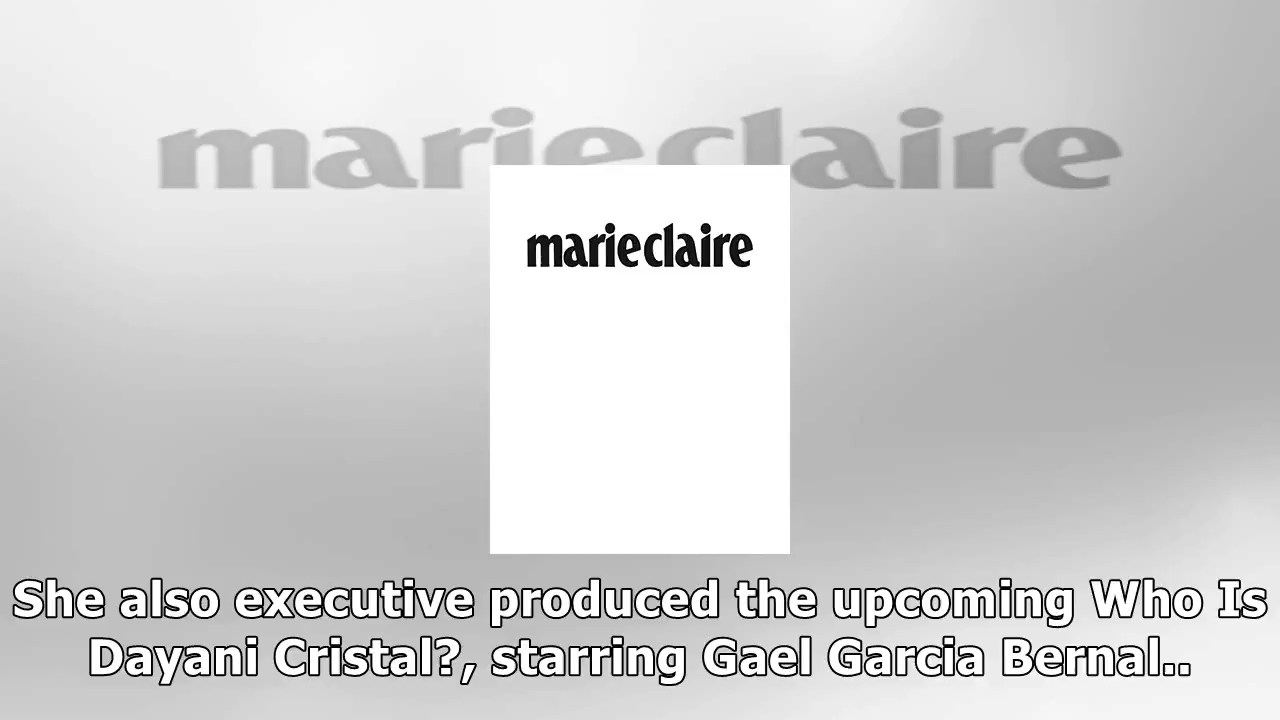 marieclaire
marieclaire
She also executive produced the upcoming Who Is
Dayani Cristal?, starring Gael Garcia Bernal..